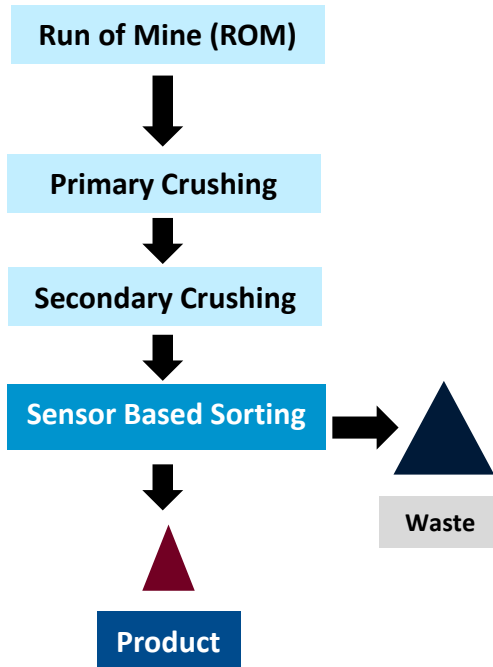 Run of Mine (ROM)
Primary Crushing
Secondary Crushing
Sensor Based Sorting
Waste
Product